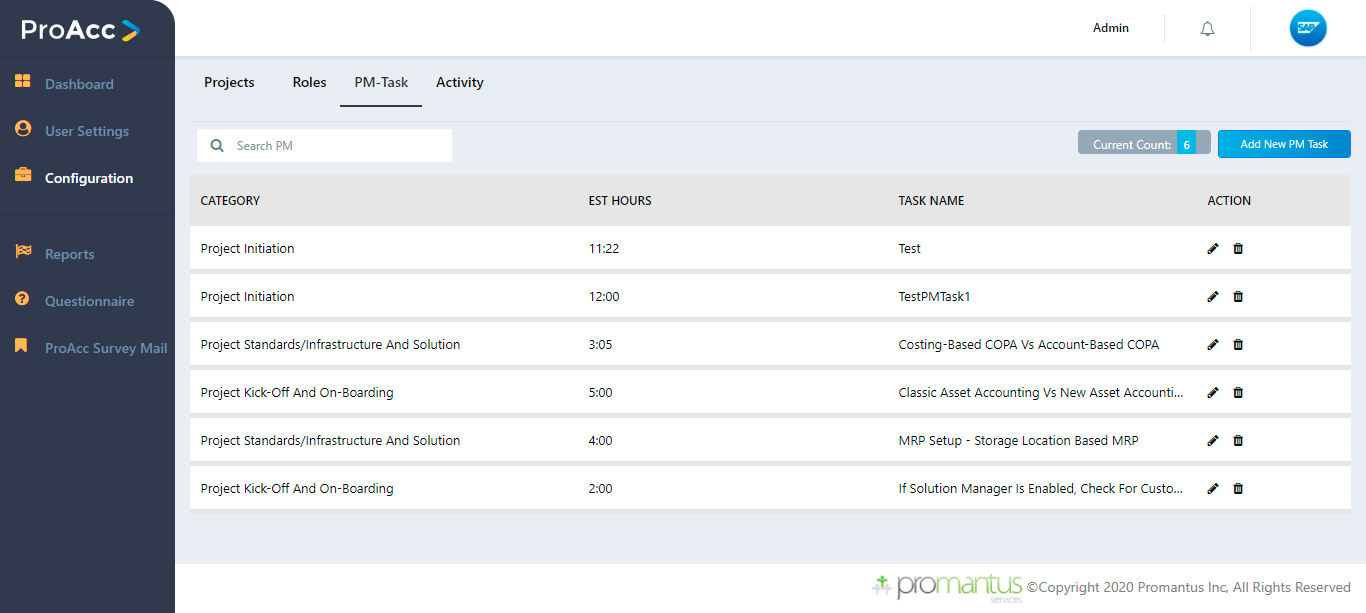 ProAcc
Admin
SAP
Dashboard
User Settings
Configuration
Reports
Questionnaire
ProAcc Survey Mail
Projects Roles PM-Task Activity
Search PM
Current Count: 6
Add New PM Task
CATEGORY EST HOURS TASK NAME ACTION
Project Initiation 11:22 Test
Project Initiation 12:00 TestPMTask1
Project Standards/Infrastructure And Solution 3:05 Costing-Based COPA Vs Account-Based COPA
Project Kick-Off And On-Boarding 5:00 Classic Asset Accounting Vs New Asset Accounti...
Project Standards/Infrastructure And Solution 4:00 MRP Setup - Storage Location Based MRP
Project Kick-Off And On-Boarding 2:00 If Solution Manager Is Enabled, Check For Custo...
promantus
services
©Copyright 2020 Promantus Inc, All Rights Reserved